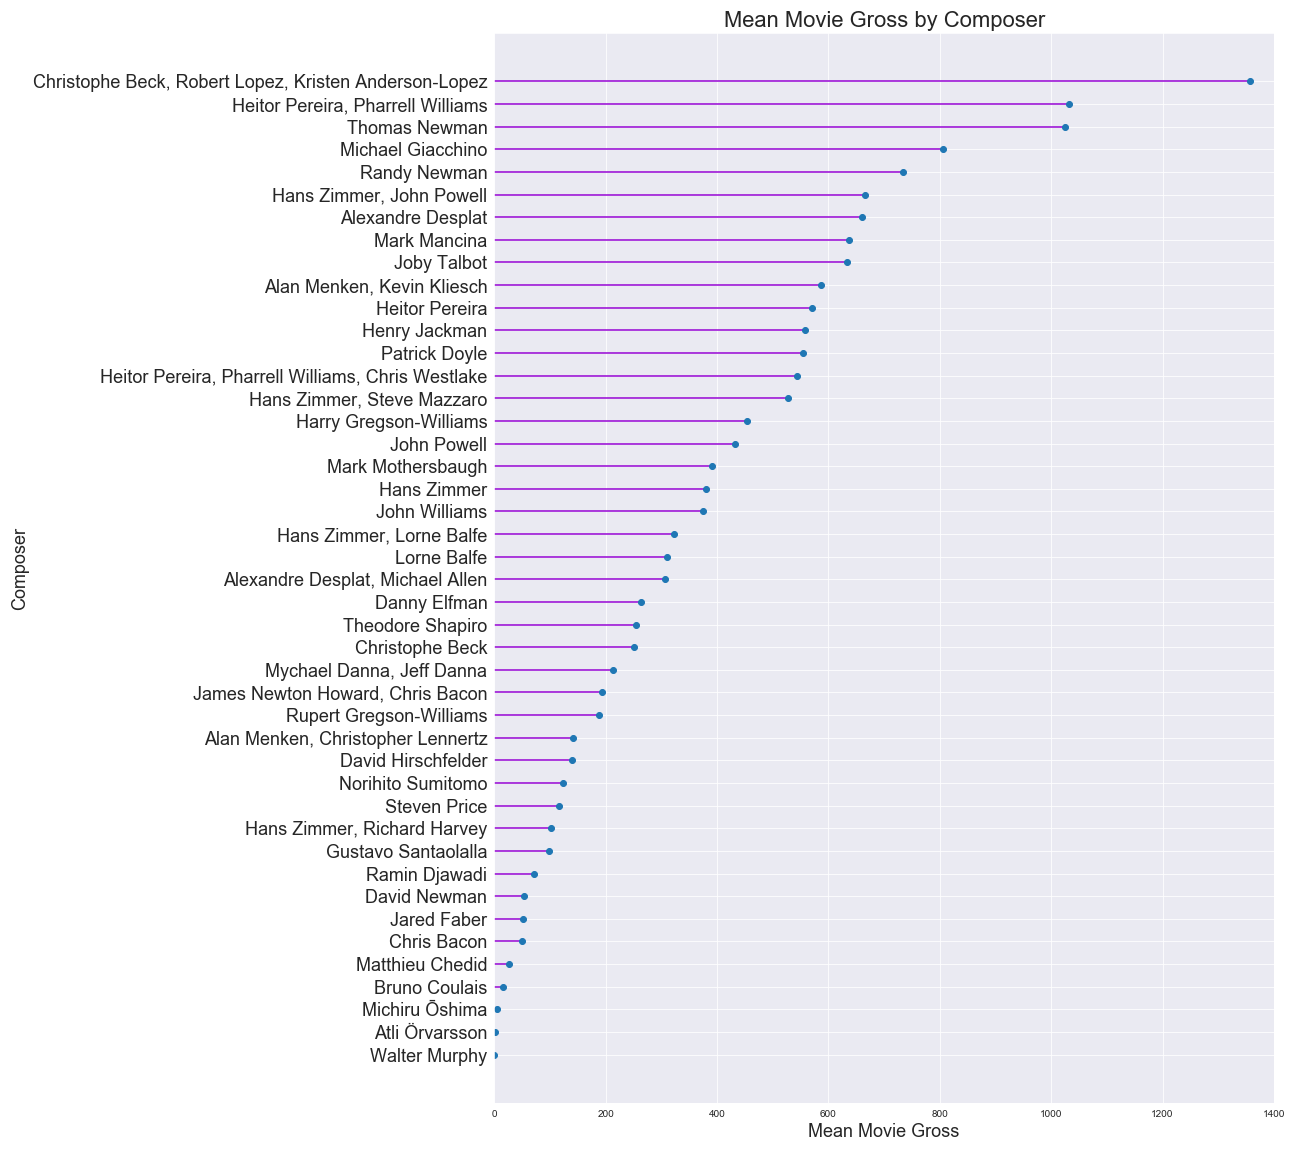 Mean Movie Gross by Composer
Christophe Beck, Robert Lopez, Kristen Anderson-Lopez
Heitor Pereira, Pharrell Williams
Thomas Newman
Michael Giacchino
Randy Newman
Hans Zimmer, John Powell
Alexandre Desplat
Mark Mancina
Joby Talbot
Alan Menken, Kevin Kliesch
Heitor Pereira
Henry Jackman
Patrick Doyle
Heitor Pereira, Pharrell Williams, Chris Westlake
Hans Zimmer, Steve Mazzaro
Harry Gregson-Williams
John Powell
Mark Mothersbaugh
Hans Zimmer
John Williams
Hans Zimmer, Lorne Balfe
Lorne Balfe
Alexandre Desplat, Michael Allen
Danny Elfman
Theodore Shapiro
Christophe Beck
Mychael Danna, Jeff Danna
James Newton Howard, Chris Bacon
Rupert Gregson-Williams
Alan Menken, Christopher Lennertz
David Hirschfelder
Norihito Sumitomo
Steven Price
Hans Zimmer, Richard Harvey
Gustavo Santaolalla
Ramin Djawadi
David Newman
Jared Faber
Chris Bacon
Matthieu Chedid
Bruno Coulais
Michiru Ōshima
Atli Örvarsson
Walter Murphy
Composer
0 200 400 600 800 1000 1200 1400
Mean Movie Gross